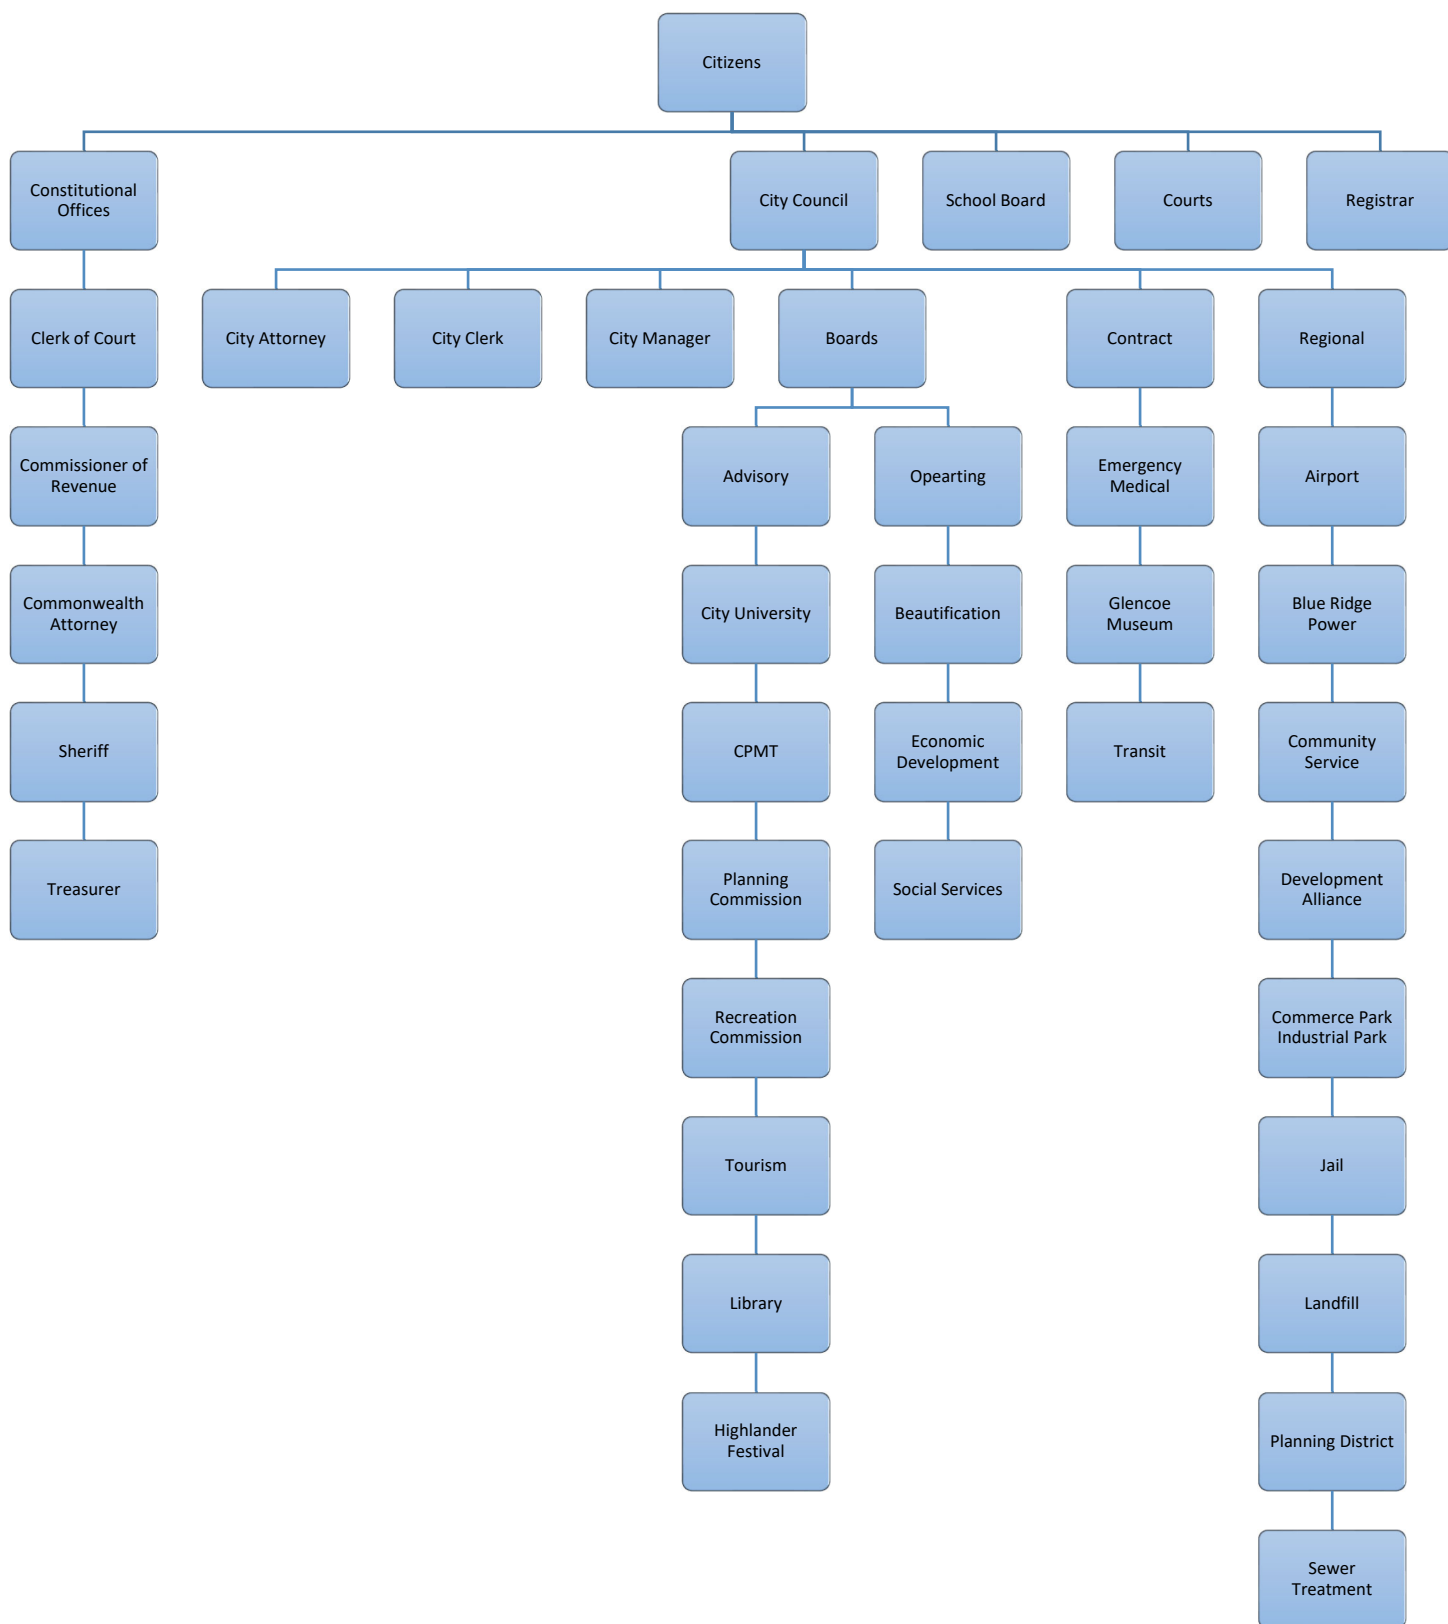 Citizens
Constitutional
Offices
City Council
School Board
Courts
Registrar
Clerk of Court
City Attorney
City Clerk
City Manager
Boards
Contract
Regional
Commissioner of
Revenue
Advisory
Opearting
Emergency
Medical
Airport
Commonwealth
Attorney
City University
Beautification
Glencoe
Museum
Blue Ridge
Power
Sheriff
CPMT
Economic
Development
Transit
Community
Service
Treasurer
Planning
Commission
Social Services
Development
Alliance
Recreation
Commission
Commerce Park
Industrial Park
Tourism
Jail
Library
Landfill
Highlander
Festival
Planning District
Sewer
Treatment